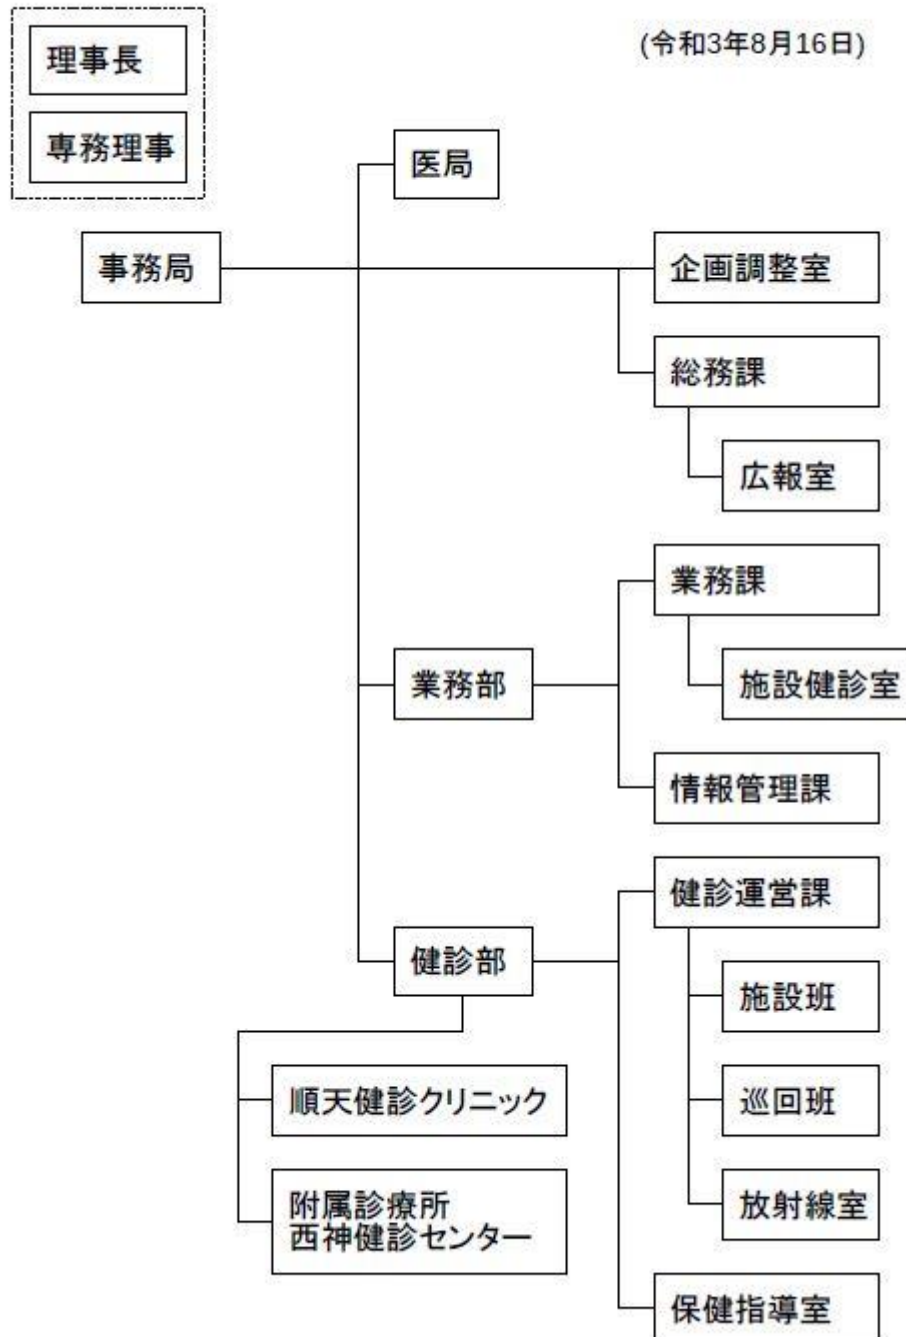 理事長
(令和3年8月16日)
専務理事
医局
事務局
企画調整室
総務課
広報室
業務課
業務部
施設健診室
情報管理課
健診運営課
健診部
施設班
順天健診クリニック
巡回班
附属診療所
西神健診センター
放射線室
保健指導室